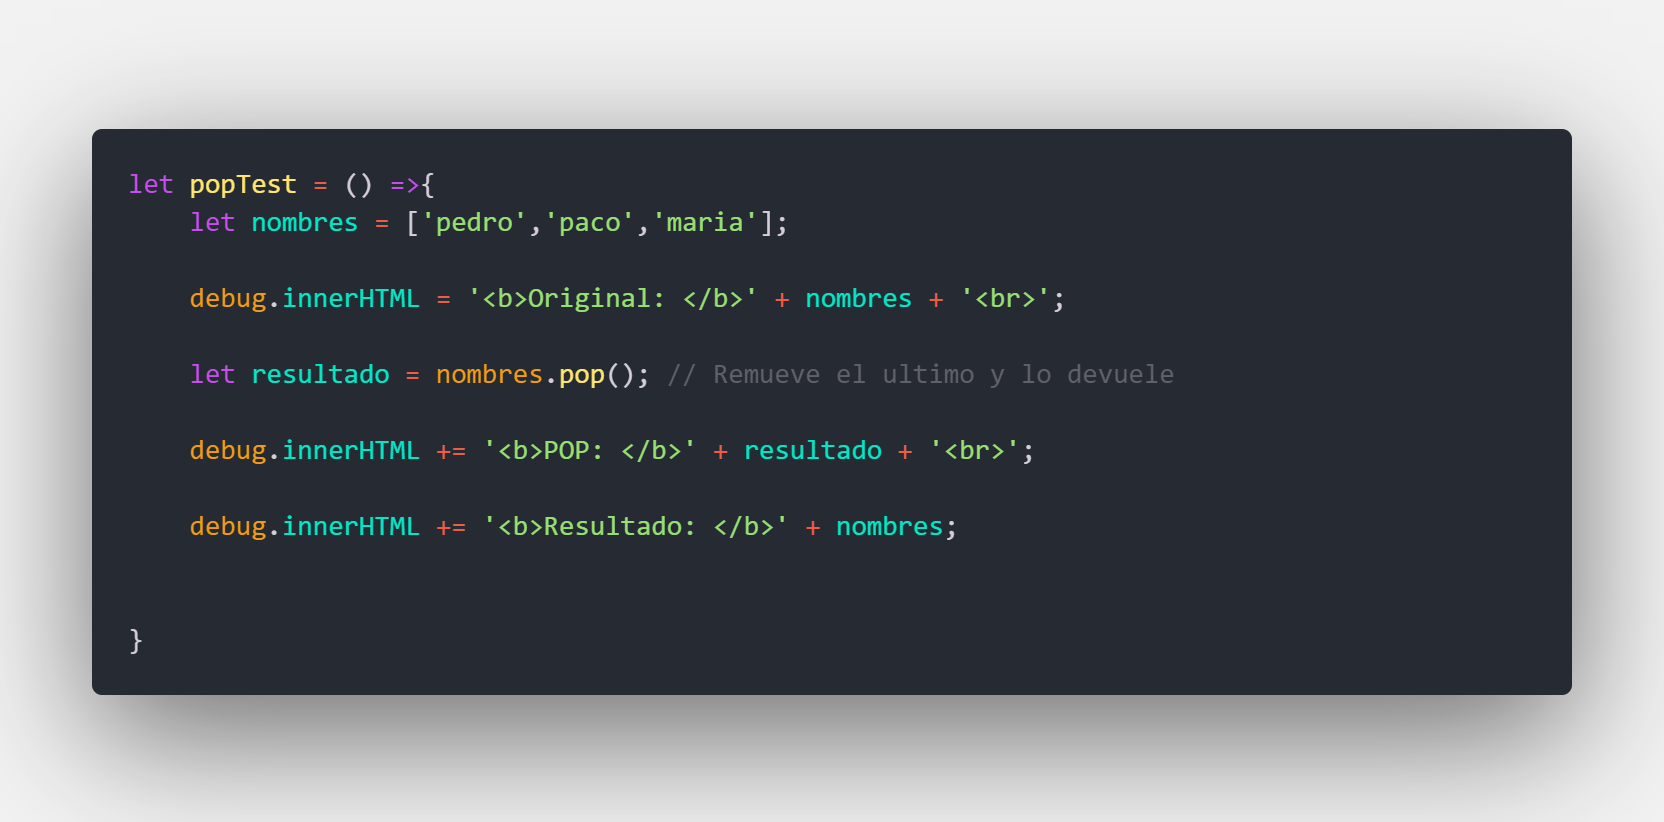 let popTest = () =>{
    let nombres = ['pedro','paco','maria'];
    debug.innerHTML = '<b>Original: </b>' + nombres + '<br>';
    let resultado = nombres.pop(); // Remueve el ultimo y lo devuele
    debug.innerHTML += '<b>POP: </b>' + resultado + '<br>';
    debug.innerHTML += '<b>Resultado: </b>' + nombres;
}